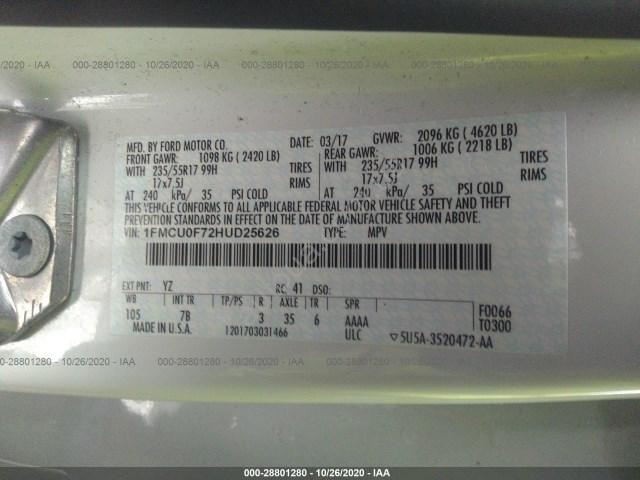 10/26/2020 - IAA 000-28801280 - 10/26/2020 - IAA 000-28801280 - 10/26/2020 - IAA
MFD. BY FORD MOTOR CO. DATE: 03/17 GVWR: 2096 KG ( 4620 LB)
FRONT GAWR: 1098 KG ( 2420 LB) REAR GAWR: 1006 KG ( 2218 LB)
WITH 235/55R17 99H TIRES WITH 235/55R17 99H TIRES
17x7.5J RIMS 17x7.5J RIMS
AT 240 kPa/ 35 PSI COLD AT 240 kPa/ 35 PSI COLD
THIS VEHICLE CONFORMS TO ALL APPLICABLE FEDERAL MOTOR VEHICLE SAFETY AND THEFT
PREVENTION STANDARDS IN EFFECT ON THE DATE OF MANUFACTURE SHOWN ABOVE.
VIN: 1FMCU0F72HUD25626 TYPE: MPV
EXT PNT: YZ RC: 41 DSO:
WB INT TR TP/PS R AXLE TR SPR F0066
105 7B 3 35 6 AAAA T0300
MADE IN U.S.A. 1201703031466 ULC 5U5A-3520472-AA
10/26/2020 - IAA 000-28801280 - 10/26/2020 - IAA 000-28801280 - 10/26/2020 - IAA
000-28801280 - 10/26/2020 - IAA